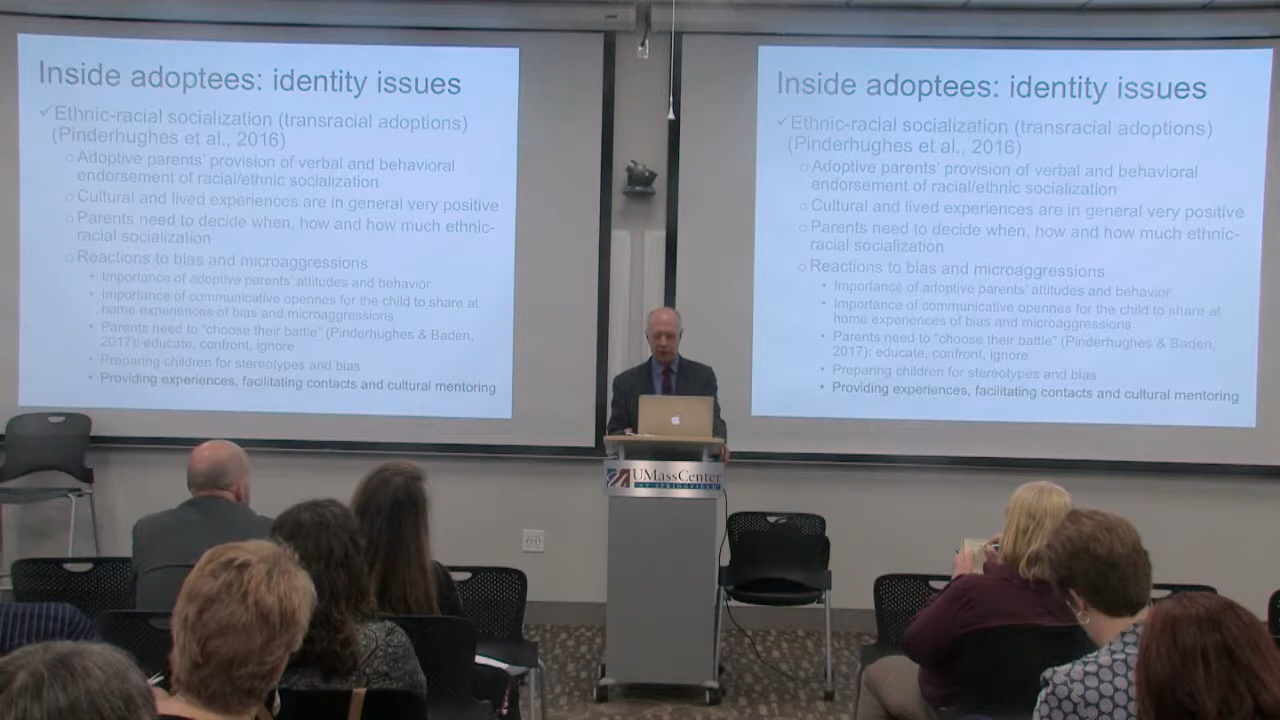 Inside adoptees: identity issues
✓Ethnic-racial socialization (transracial adoptions)
(Pinderhughes et al., 2016)
○Adoptive parents' provision of verbal and behavioral
endorsement of racial/ethnic socialization
○Cultural and lived experiences are in general very positive
○Parents need to decide when, how and how much ethnic-
racial socialization
○Reactions to bias and microaggressions
• Importance of adoptive parents' attitudes and behavior
• Importance of communicative opennes for the child to share at
home experiences of bias and microaggressions
• Parents need to "choose their battle" (Pinderhughes & Baden,
2017): educate, confront, ignore
• Preparing children for stereotypes and bias
• Providing experiences, facilitating contacts and cultural mentoring
Inside adoptees: identity issues
✓Ethnic-racial socialization (transracial adoptions)
(Pinderhughes et al., 2016)
○Adoptive parents' provision of verbal and behavioral
endorsement of racial/ethnic socialization
○Cultural and lived experiences are in general very positive
○Parents need to decide when, how and how much ethnic-
racial socialization
○Reactions to bias and microaggressions
• Importance of adoptive parents' attitudes and behavior
• Importance of communicative opennes for the child to share at
home experiences of bias and microaggressions
• Parents need to "choose their battle" (Pinderhughes & Baden,
2017): educate, confront, ignore
• Preparing children for stereotypes and bias
• Providing experiences, facilitating contacts and cultural mentoring
UMassCenter
AT SPRINGFIELD